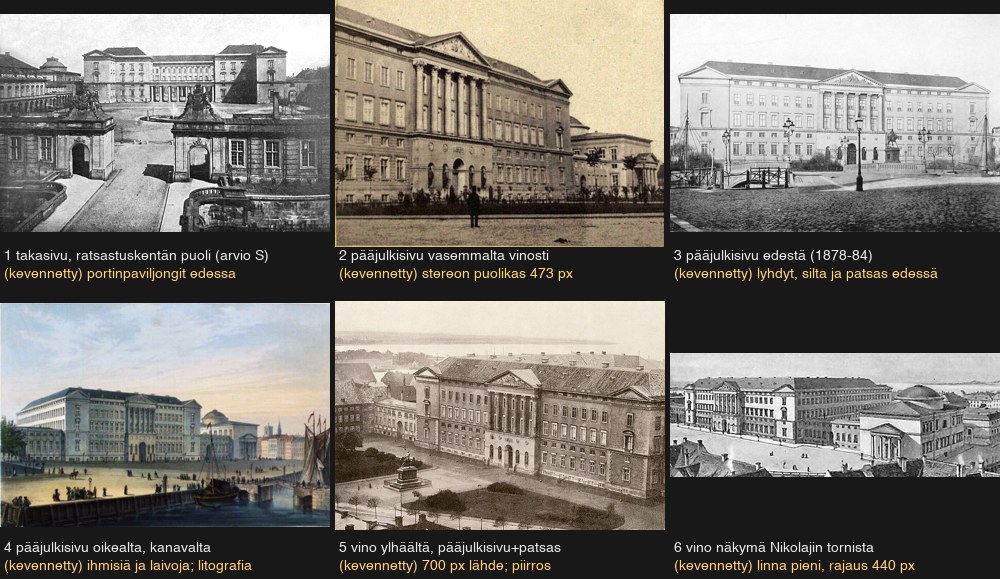 1 takasivu, ratsastuskentän puoli (arvio S)
(kevennetty) portinpaviljongit edessa
2 pääjulkisivu vasemmalta vinosti
(kevennetty) stereon puolikas 473 px
3 pääjulkisivu edestä (1878-84)
(kevennetty) lyhdyt, silta ja patsas edessä
4 pääjulkisivu oikealta, kanavalta
(kevennetty) ihmisiä ja laivoja; litografia
5 vino ylhäältä, pääjulkisivu+patsas
(kevennetty) 700 px lähde; piirros
6 vino näkymä Nikolajin tornista
(kevennetty) linna pieni, rajaus 440 px